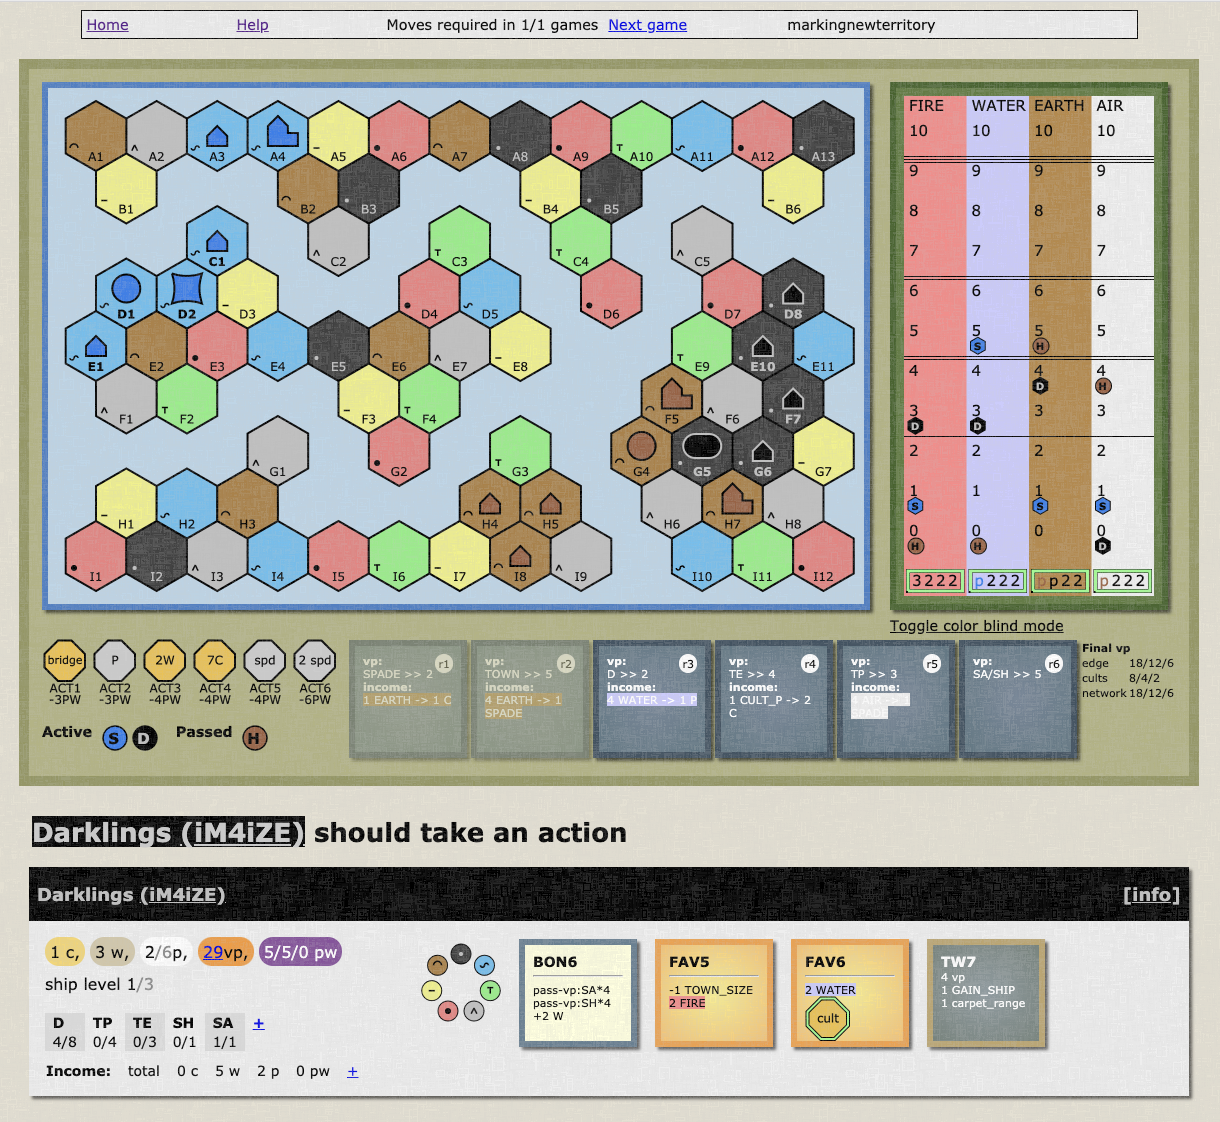 Home Help Moves required in 1/1 games Next game markingnewterritory
A1 A2 A3 A4 A5 A6 A7 A8 A9 A10 A11 A12 A13
B1 B2 B3 B4 B5 B6
C1 C2 C3 C4 C5
D1 D2 D3 D4 D5 D6 D7 D8
E1 E2 E3 E4 E5 E6 E7 E8 E9 E10 E11
F1 F2 F3 F4 F5 F6 F7
G1 G2 G3 G4 G5 G6 G7
H1 H2 H3 H4 H5 H6 H7 H8
I1 I2 I3 I4 I5 I6 I7 I8 I9 I10 I11 I12
FIRE WATER EARTH AIR
10 10 10 10
9 9 9 9
8 8 8 8
7 7 7 7
6 6 6 6
5 5 5 5
S H
4 4 4 4
D H
3 3 3 3
D D
2 2 2 2
1 1 1 1
S S S
0 0 0 0
H H D
3222 p222 pp22 p222
Toggle color blind mode
bridge P 2W 7C spd 2 spd
ACT1 ACT2 ACT3 ACT4 ACT5 ACT6
-3PW -3PW -4PW -4PW -4PW -6PW
Active S D Passed H
vp: r1
SPADE >> 2
income:
1 EARTH -> 1 C
vp: r2
TOWN >> 5
income:
4 EARTH -> 1
SPADE
vp: r3
D >> 2
income:
4 WATER -> 1 P
vp: r4
TE >> 4
income:
1 CULT_P -> 2
C
vp: r5
TP >> 3
income:
4 AIR -> 1
SPADE
vp: r6
SA/SH >> 5
Final vp
edge 18/12/6
cults 8/4/2
network 18/12/6
Darklings (iM4iZE) should take an action
Darklings (iM4iZE) [info]
1 c, 3 w, 2/6p, 29vp, 5/5/0 pw
ship level 1/3
D TP TE SH SA +
4/8 0/4 0/3 0/1 1/1
Income: total 0 c 5 w 2 p 0 pw +
BON6
pass-vp:SA*4
pass-vp:SH*4
+2 W
FAV5
-1 TOWN_SIZE
2 FIRE
FAV6
2 WATER
cult
TW7
4 vp
1 GAIN_SHIP
1 carpet_range